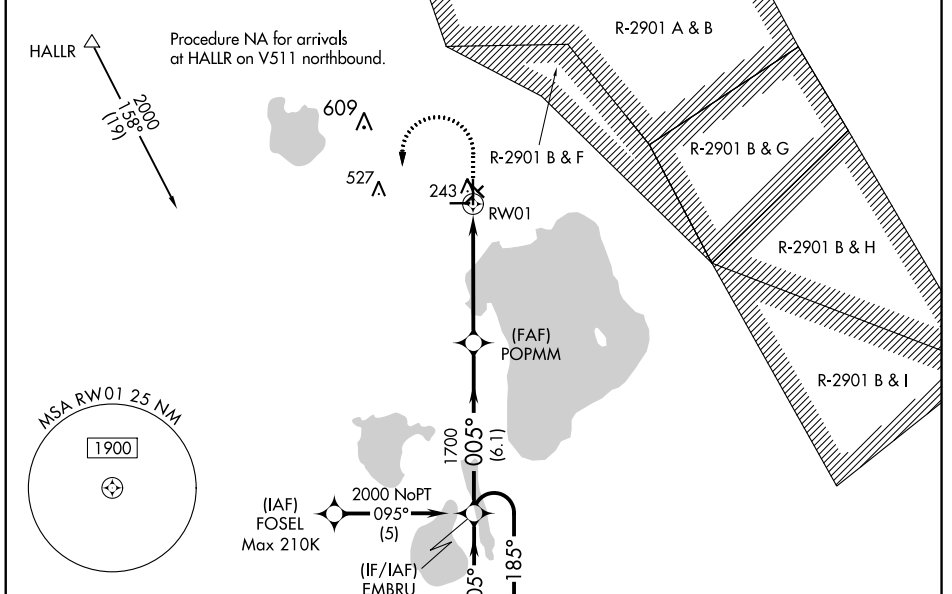 HALLR
Procedure NA for arrivals
at HALLR on V511 northbound.
2000
158°
(19)
R-2901 A & B
609
527
243
RW01
R-2901 B & F
R-2901 B & G
R-2901 B & H
R-2901 B & I
(FAF)
POPMM
MSA RW01 25 NM
1900
1700
005°
(6.1)
(IAF)
FOSEL
Max 210K
2000 NoPT
095°
(5)
(IF/IAF)
EMBRU
185°